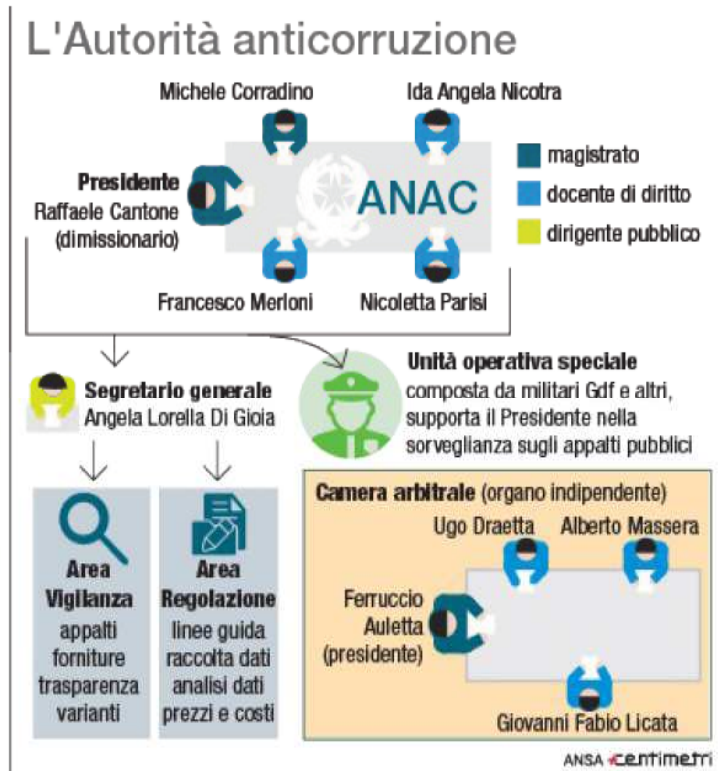 L'Autorità anticorruzione
Michele Corradino
Ida Angela Nicotra
magistrato
docente di diritto
dirigente pubblico
Presidente
Raffaele Cantone
(dimissionario)
ANAC
Francesco Merloni
Nicoletta Parisi
Segretario generale
Angela Lorella Di Gioia
Unità operativa speciale
composta da militari Gdf e altri,
supporta il Presidente nella
sorveglianza sugli appalti pubblici
Area
Vigilanza
appalti
forniture
trasparenza
varianti
Area
Regolazione
linee guida
raccolta dati
analisi dati
prezzi e costi
Camera arbitrale (organo indipendente)
Ugo Draetta
Alberto Massera
Ferruccio
Auletta
(presidente)
Giovanni Fabio Licata
ANSA centimetri